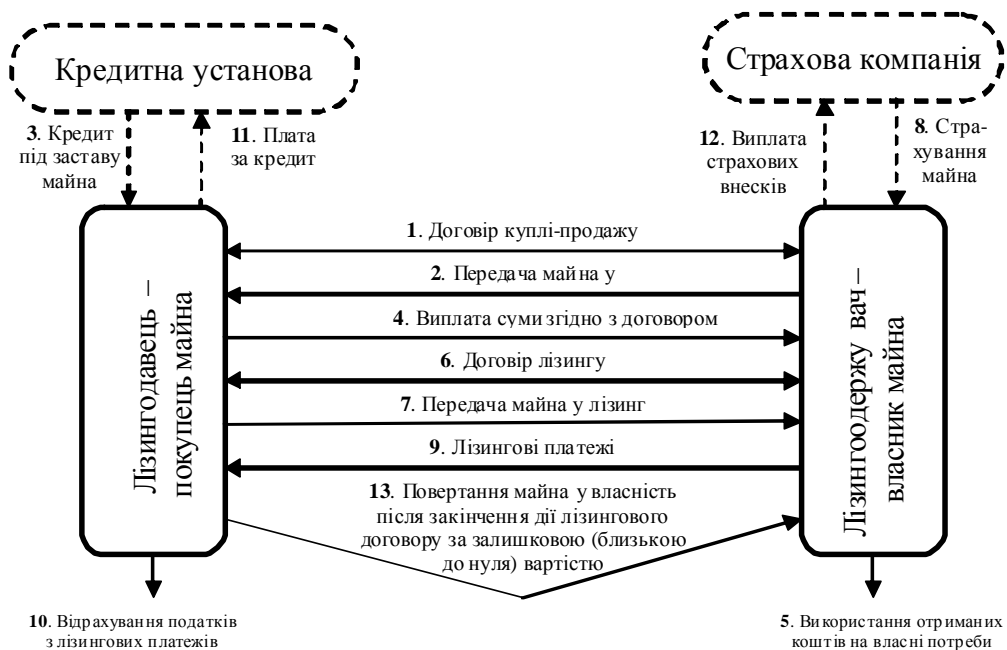 Кредитна установа
Страхова компанія
3. Кредит
під заставу
майна
11. Плата
за кредит
12. Виплата
страхових
внесків
8. Стра-
хування
майна
Лізингодавець –
покупець майна
1. Договір куплі-продажу
2. Передача майна у
4. Виплата суми згідно з договором
6. Договір лізингу
7. Передача майна у лізинг
9. Лізингові платежі
13. Повертання майна у власність
після закінчення дії лізингового
договору за залишковою (близькою
до нуля) вартістю
Лізингоодержу вач –
власник майна
10. Відрахування податків
з лізингових платежів
5. Використання отриманих
коштів на власні потреби